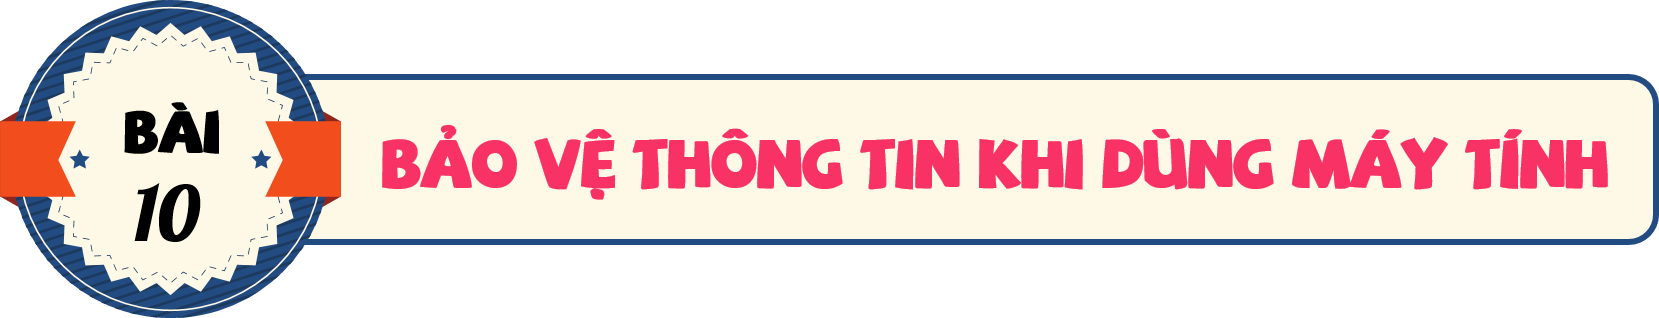 BÀI
10
BẢO VỆ THÔNG TIN KHI DÙNG MÁY TÍNH